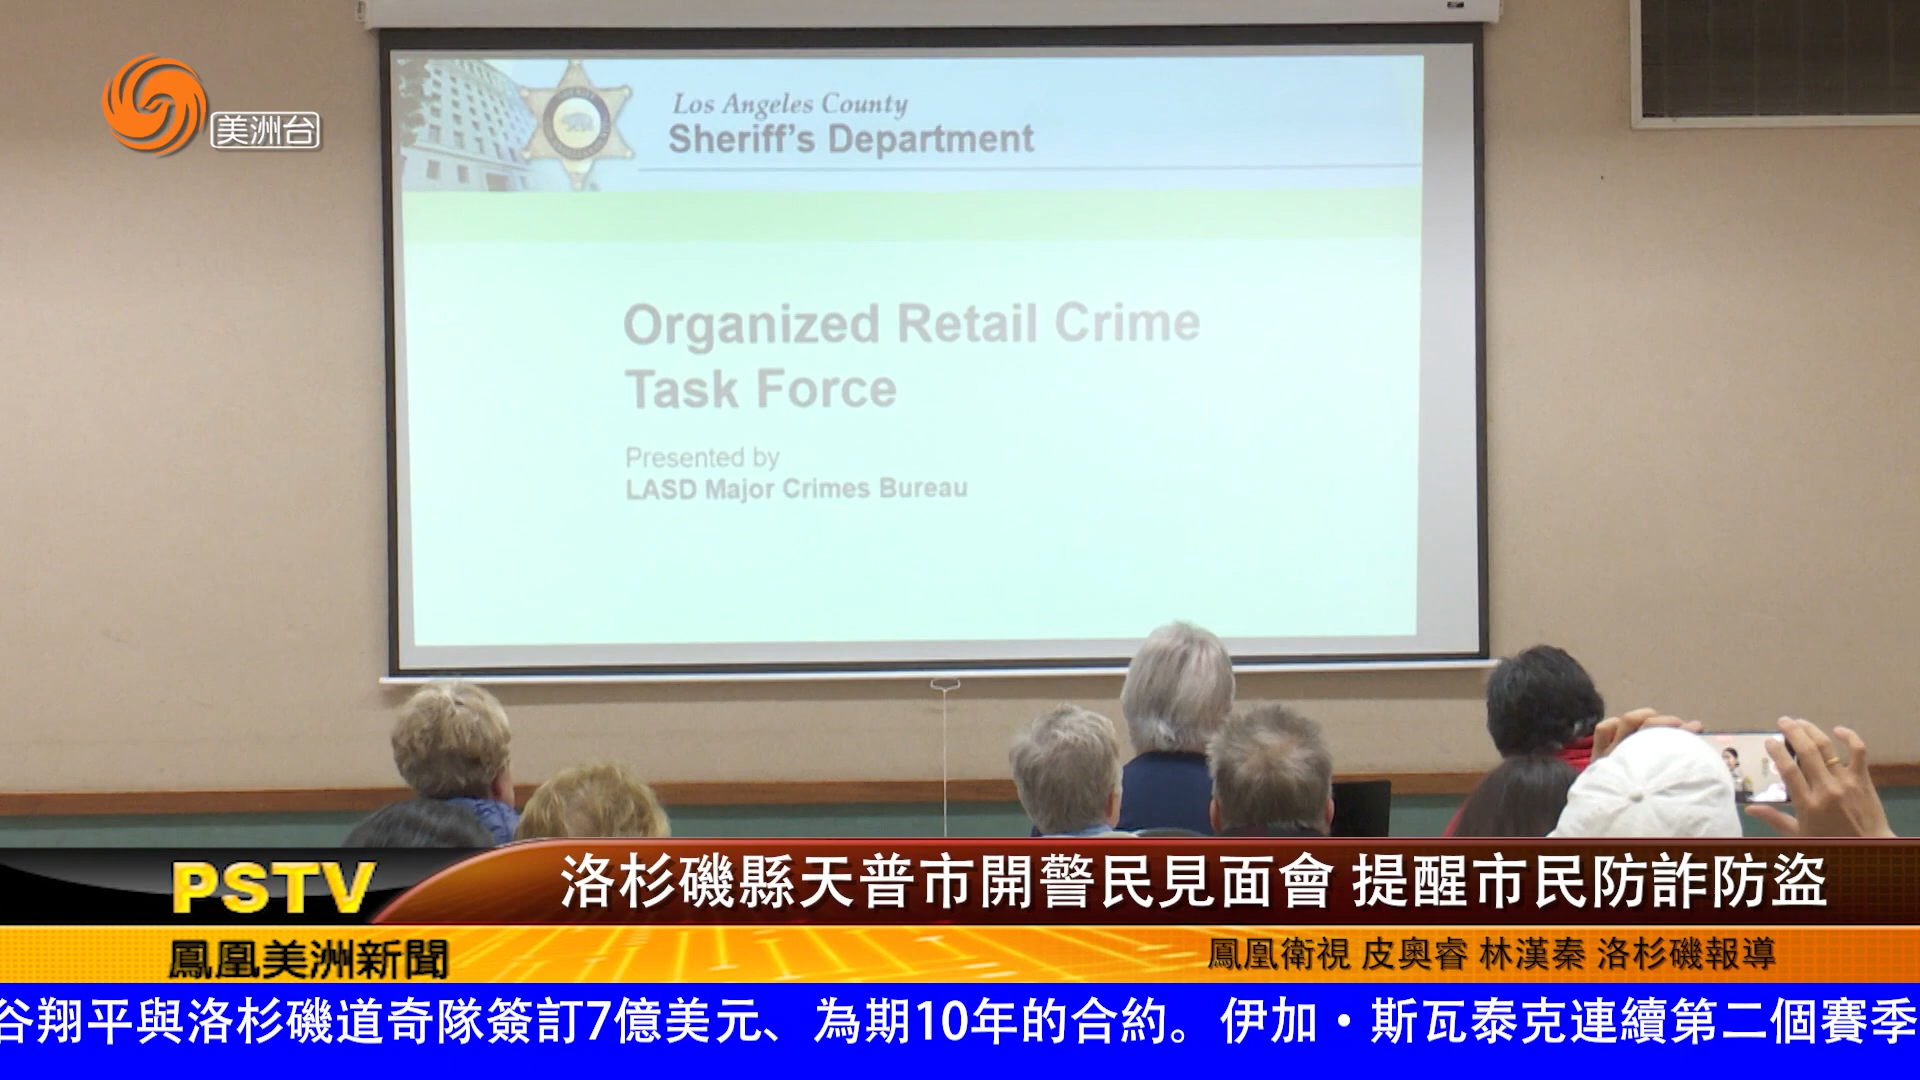 美洲台
Los Angeles County
Sheriff's Department
Organized Retail Crime
Task Force
Presented by
LASD Major Crimes Bureau
PSTV
洛杉磯縣天普市開警民見面會 提醒市民防詐防盜
鳳凰美洲新聞
鳳凰衛視 皮奧睿 林漢秦 洛杉磯報導
谷翔平與洛杉磯道奇隊簽訂7億美元、為期10年的合約。伊加・斯瓦泰克連續第二個賽季